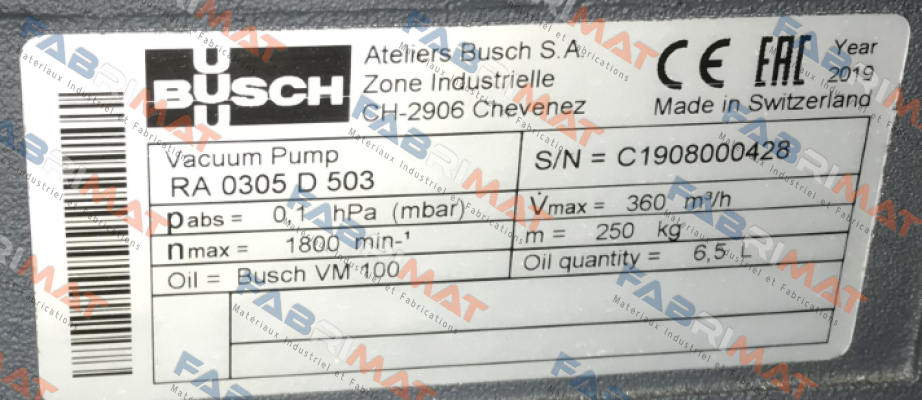 BUSCH
Ateliers Busch S.A.
Zone Industrielle
CH-2906 Chevenez
CE EAC
Year
2019
Made in Switzerland
Vacuum Pump
RA 0305 D 503
S/N = C1908000428
pabs = 0,1 hPa (mbar)
V̇max = 360 m³/h
nmax = 1800 min-¹
m = 250 kg
Oil = Busch VM 100
Oil quantity = 6,5 L
FABRIMAT
Matériaux Industriel et Fabrications